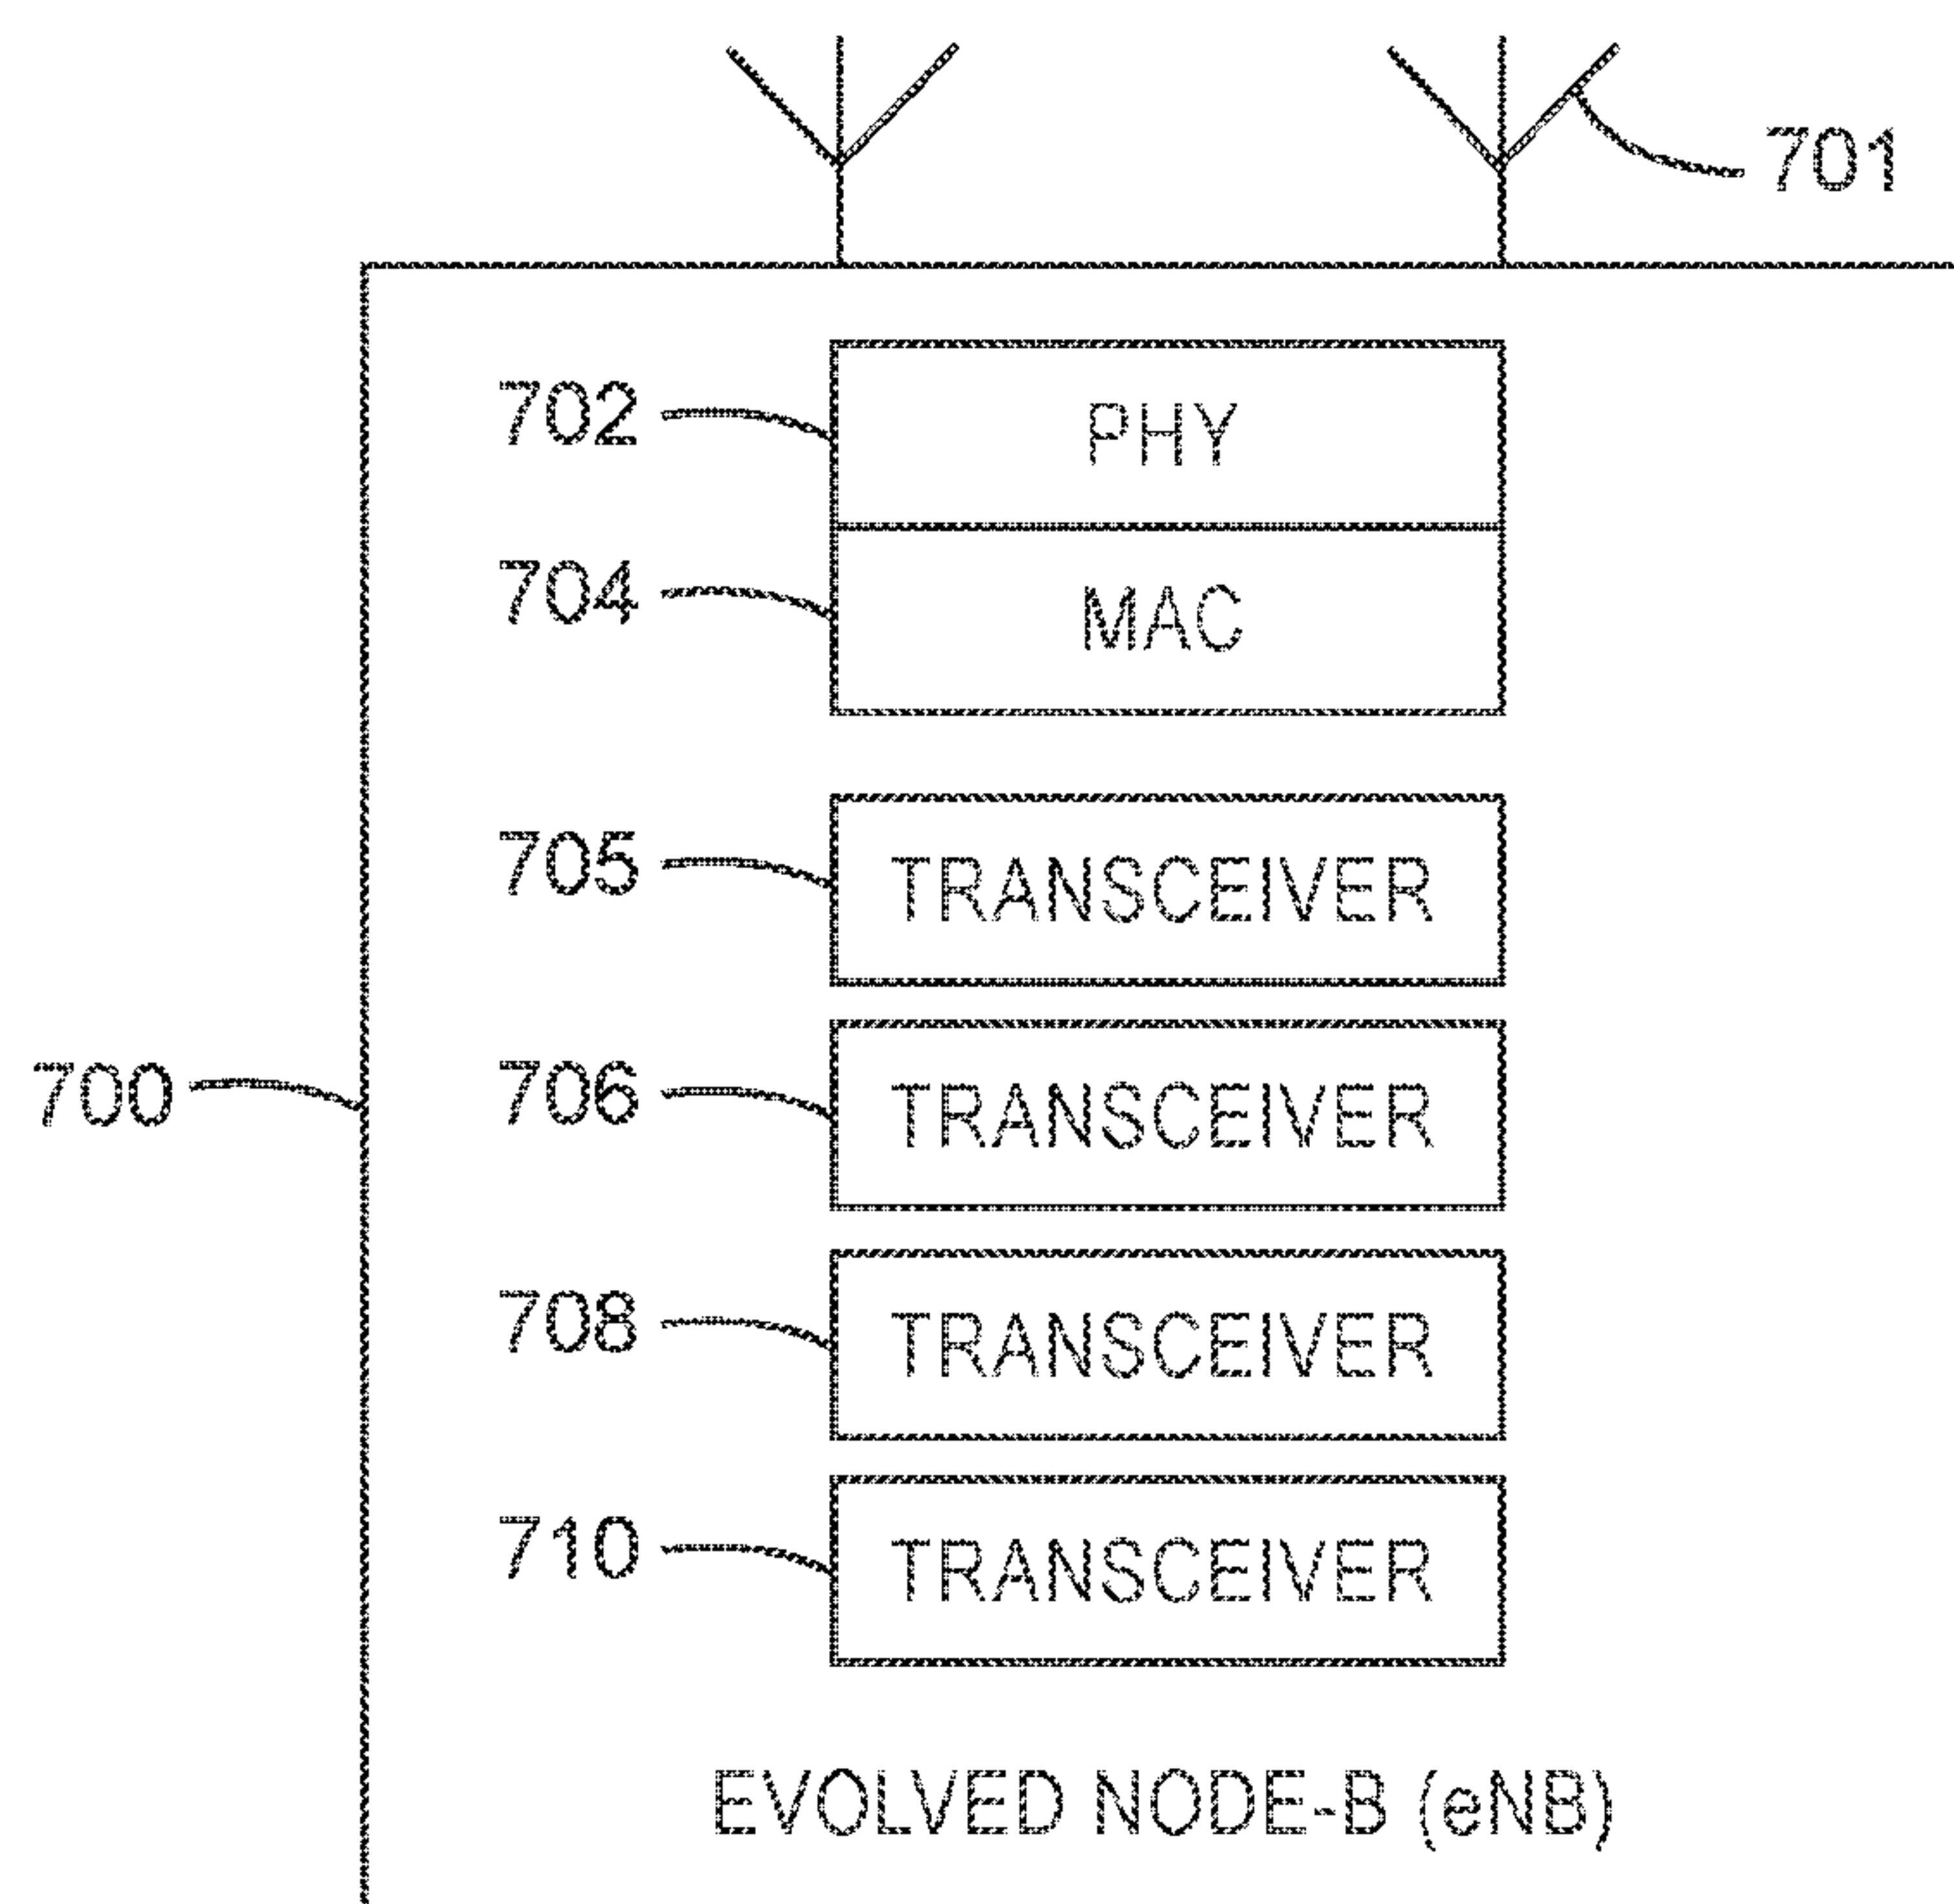 701
702 PHY
704 MAC
705 TRANSCEIVER
700
706 TRANSCEIVER
708 TRANSCEIVER
710 TRANSCEIVER
EVOLVED NODE-B (eNB)